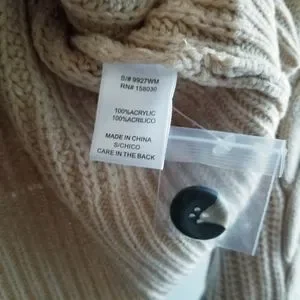 S/# 9927WM
RN# 158030
100%ACRYLIC
100%ACRILICO
MADE IN CHINA
S/CHICO
CARE IN THE BACK